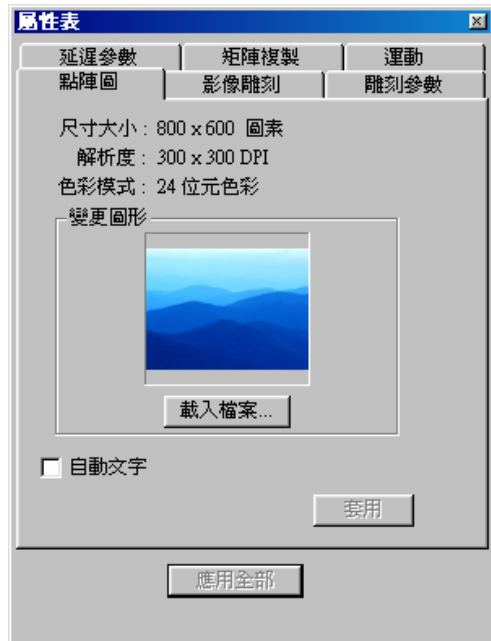 屬性表
延遲參數 矩陣複製 運動
點陣圖 影像雕刻 雕刻參數
尺寸大小 : 800 x 600 圖素
解析度 : 300 x 300 DPI
色彩模式 : 24 位元色彩
變更圖形
載入檔案...
自動文字
套用
應用全部